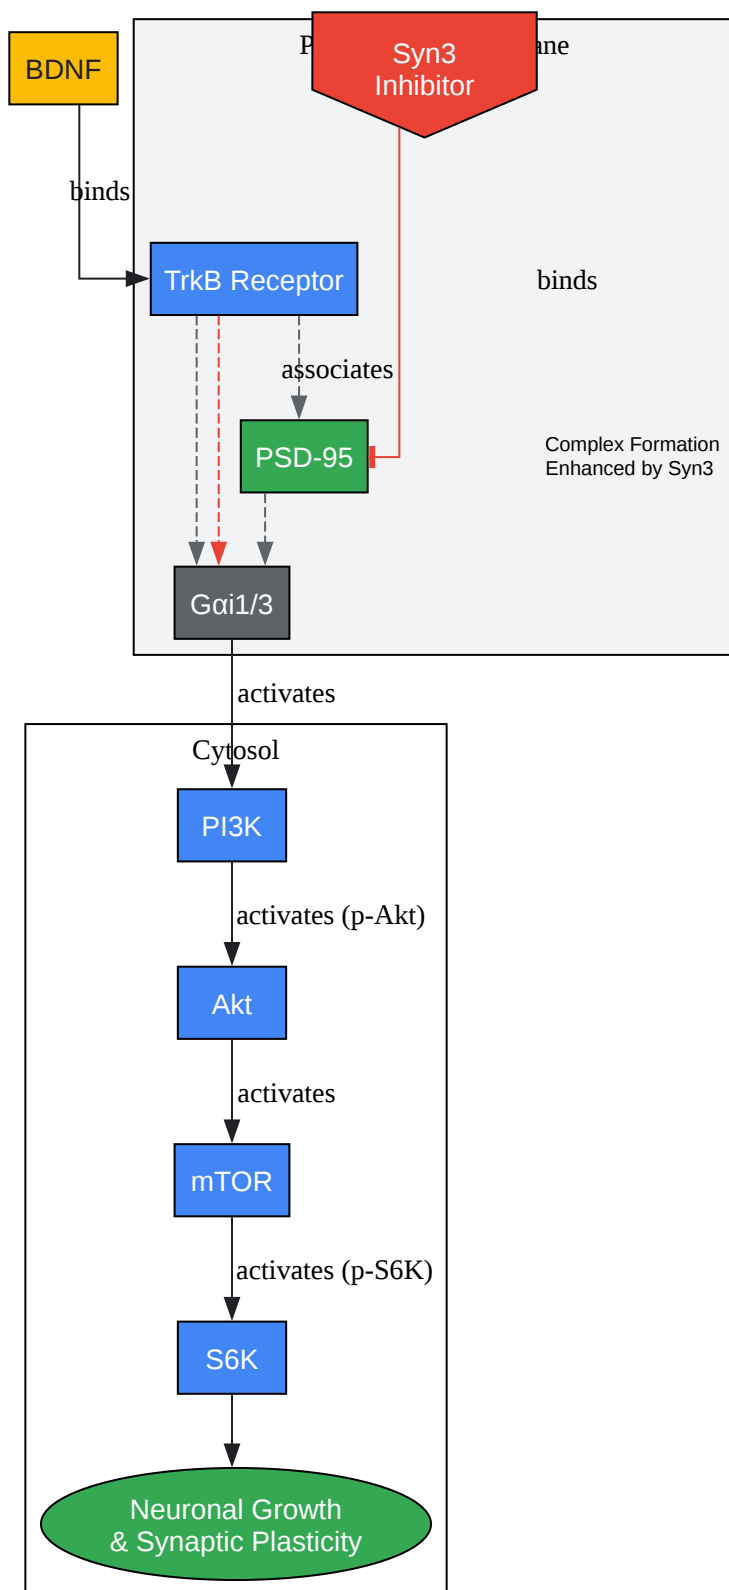 Syn3
Inhibitor
BDNF
binds
TrkB Receptor
binds
associates
PSD-95
Complex Formation
Enhanced by Syn3
Gαi1/3
activates
Cytosol
PI3K
activates (p-Akt)
Akt
activates
mTOR
activates (p-S6K)
S6K
Neuronal Growth
& Synaptic Plasticity